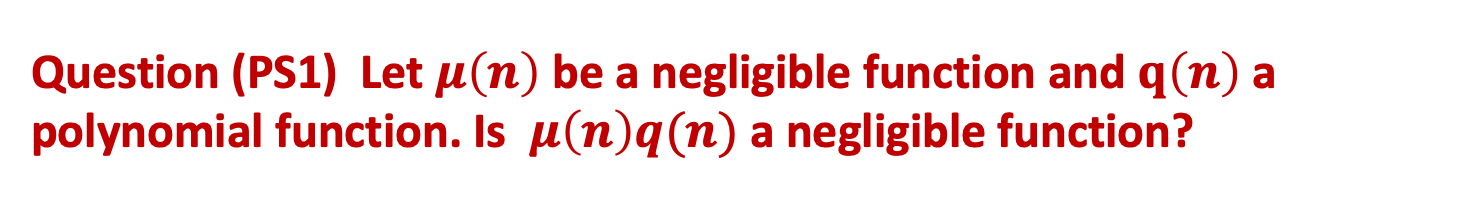 Question (PS1) Let μ(n) be a negligible function and q(n) a
polynomial function. Is μ(n)q(n) a negligible function?